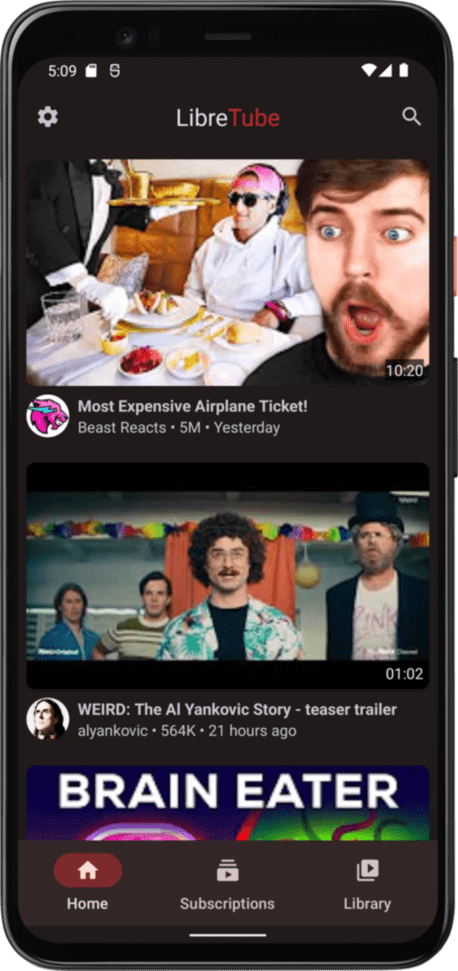 5:09
LibreTube
10:20
Most Expensive Airplane Ticket!
Beast Reacts • 5M • Yesterday
01:02
WEIRD: The Al Yankovic Story - teaser trailer
alyankovic • 564K • 21 hours ago
BRAIN EATER
Home
Subscriptions
Library